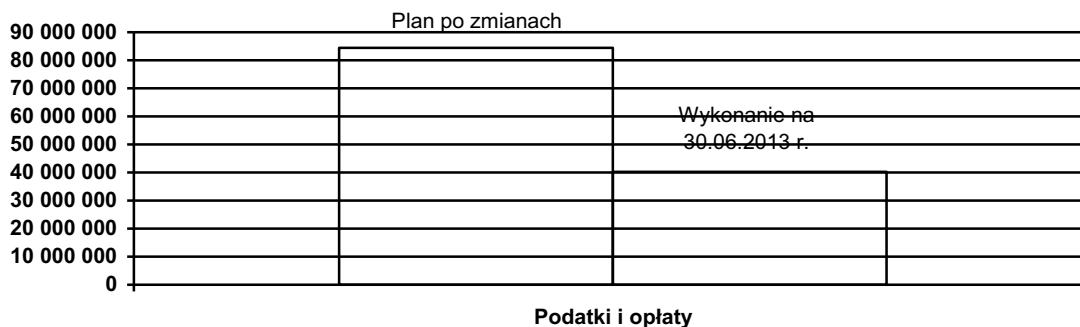 Plan po zmianach
90 000 000
80 000 000
70 000 000
60 000 000
50 000 000
40 000 000
30 000 000
20 000 000
10 000 000
0
Wykonanie na
30.06.2013 r.
Podatki i opłaty